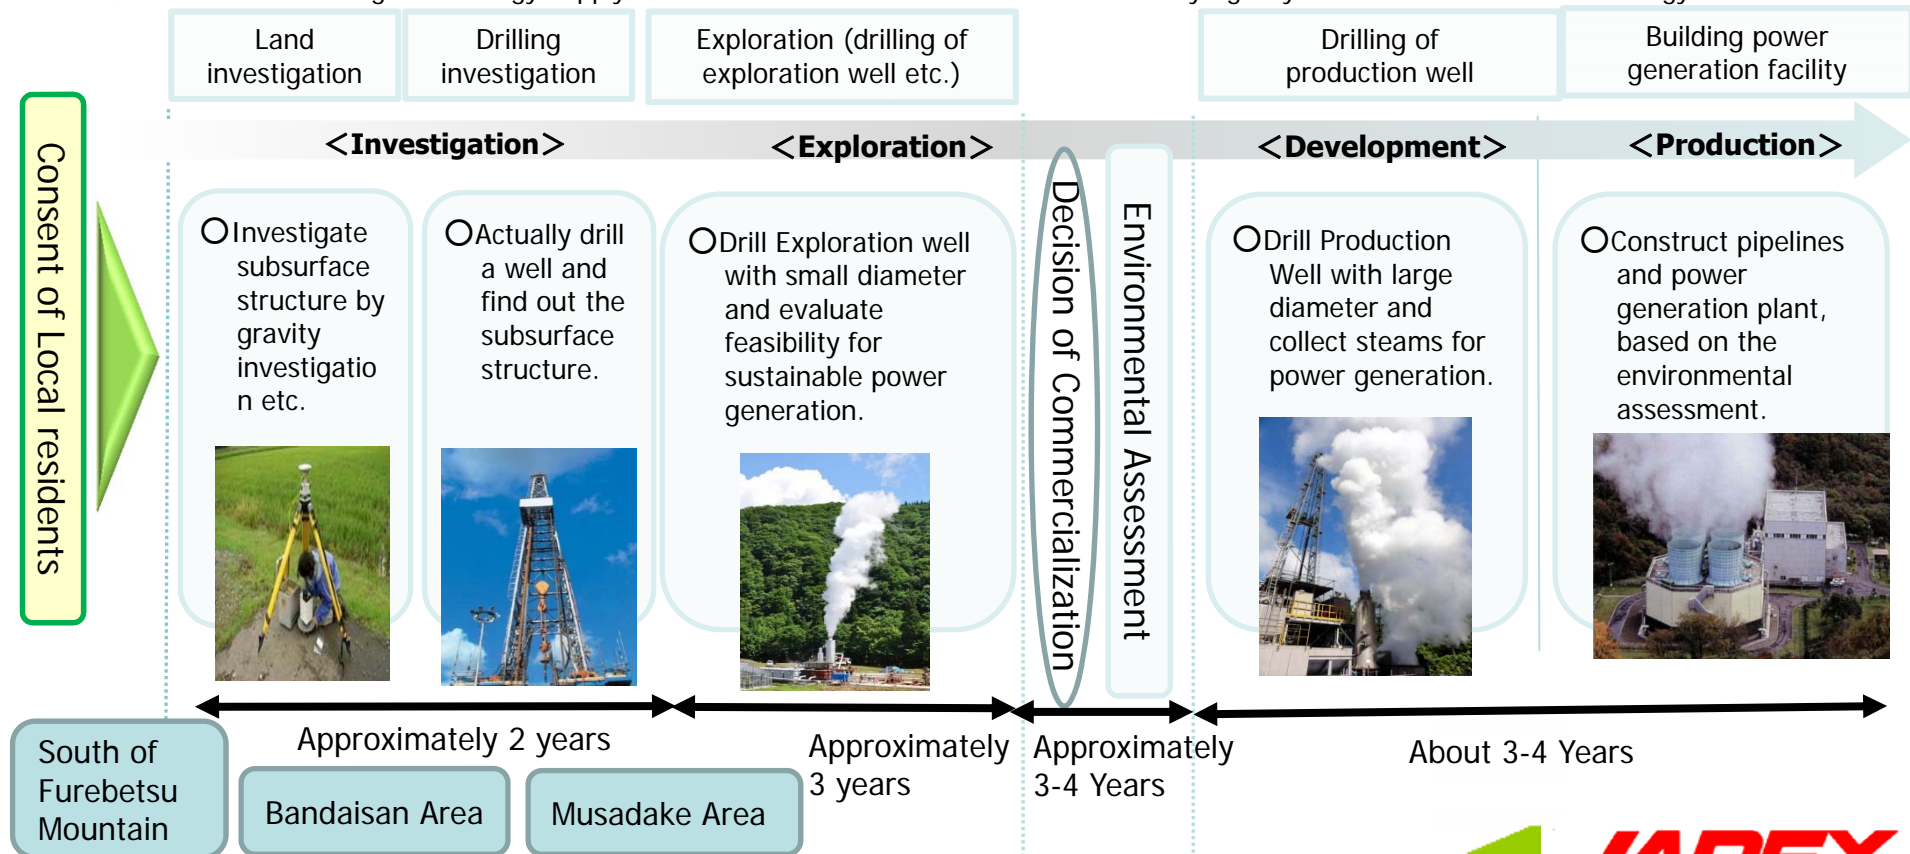 Land
investigation
Drilling
investigation
Exploration (drilling of
exploration well etc.)
Drilling of
production well
Building power
generation facility
Consent of Local residents
<Investigation>
<Exploration>
<Development>
<Production>
○Investigate
subsurface
structure by
gravity
investigatio
n etc.
○Actually drill
a well and
find out the
subsurface
structure.
○Drill Exploration well
with small diameter
and evaluate
feasibility for
sustainable power
generation.
Decision of Commercialization
Environmental Assessment
○Drill Production
Well with large
diameter and
collect steams for
power generation.
○Construct pipelines
and power
generation plant,
based on the
environmental
assessment.
Approximately 2 years
Approximately
3 years
Approximately
3-4 Years
About 3-4 Years
South of
Furebetsu
Mountain
Bandaisan Area
Musadake Area
JAPEX